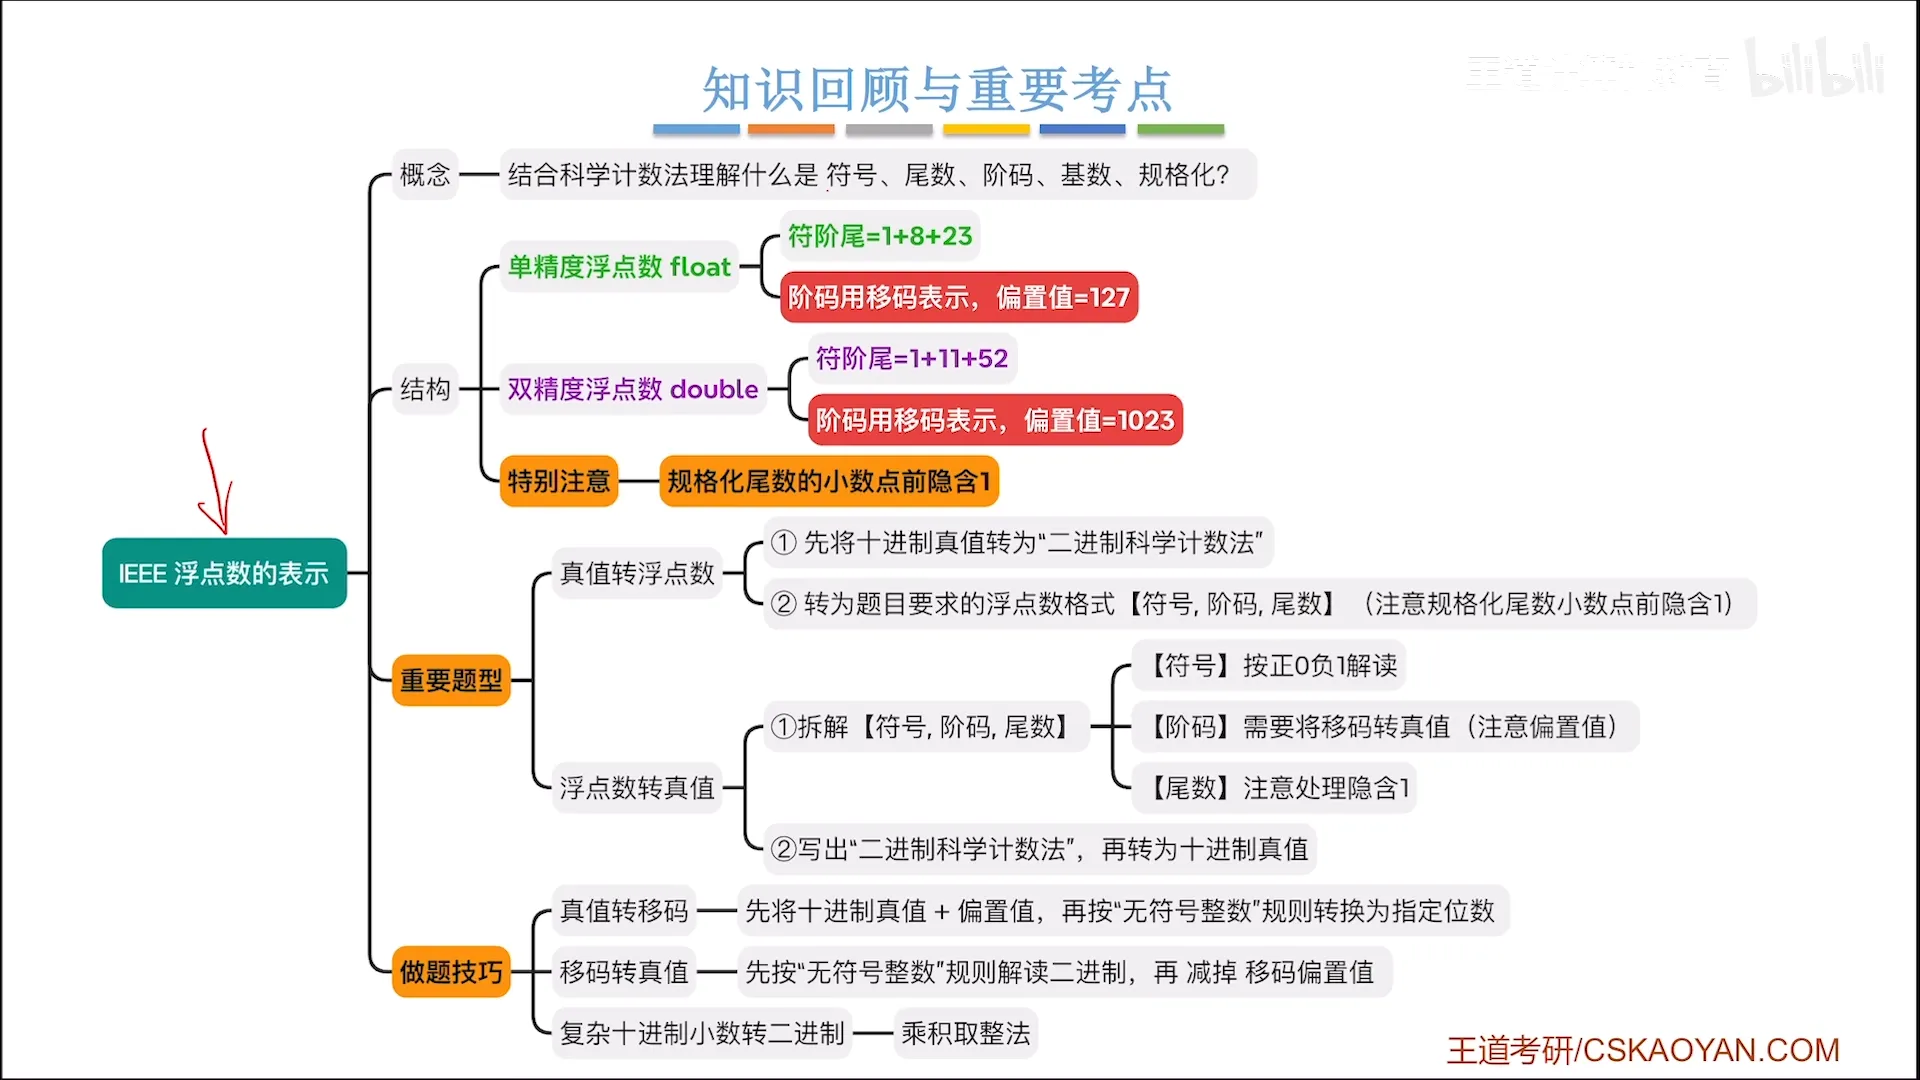 知识回顾与重要考点
bilibili
概念
结合科学计数法理解什么是 符号、尾数、阶码、基数、规格化？
单精度浮点数 float
符阶尾=1+8+23
阶码用移码表示，偏置值=127
结构
双精度浮点数 double
符阶尾=1+11+52
阶码用移码表示，偏置值=1023
特别注意
规格化尾数的小数点前隐含1
IEEE 浮点数的表示
重要题型
真值转浮点数
① 先将十进制真值转为“二进制科学计数法”
② 转为题目要求的浮点数格式【符号, 阶码, 尾数】（注意规格化尾数小数点前隐含1）
浮点数转真值
①拆解【符号, 阶码, 尾数】
【符号】按正0负1解读
【阶码】需要将移码转真值（注意偏置值）
【尾数】注意处理隐含1
②写出“二进制科学计数法”，再转为十进制真值
做题技巧
真值转移码
先将十进制真值 + 偏置值，再按“无符号整数”规则转换为指定位数
移码转真值
先按“无符号整数”规则解读二进制，再 减掉 移码偏置值
复杂十进制小数转二进制
乘积取整法
王道考研/CSKAOYAN.COM